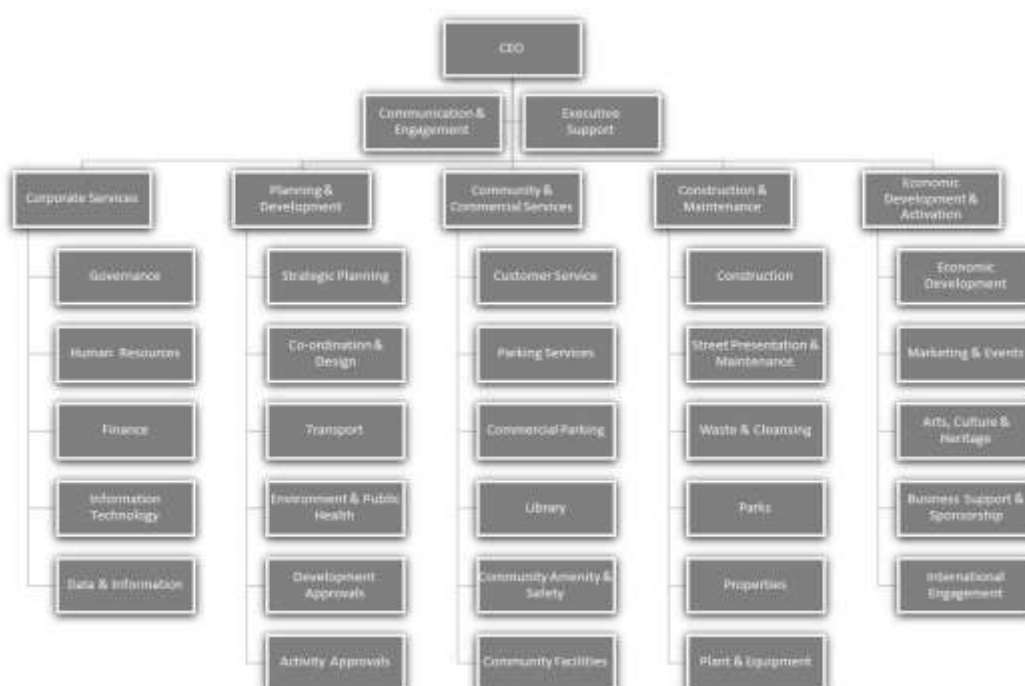 CEO
Communication &
Engagement
Executive
Support
Corporate Services
Planning &
Development
Community &
Commercial Services
Construction &
Maintenance
Economic
Development &
Activation
Governance
Human Resources
Finance
Information
Technology
Data & Information
Strategic Planning
Co-ordination &
Design
Transport
Environment & Public
Health
Development
Approvals
Activity Approvals
Customer Service
Parking Services
Commercial Parking
Library
Community Amenity &
Safety
Community Facilities
Construction
Street Presentation &
Maintenance
Waste & Cleansing
Parks
Properties
Plant & Equipment
Economic
Development
Marketing & Events
Arts, Culture &
Heritage
Business Support &
Sponsorship
International
Engagement